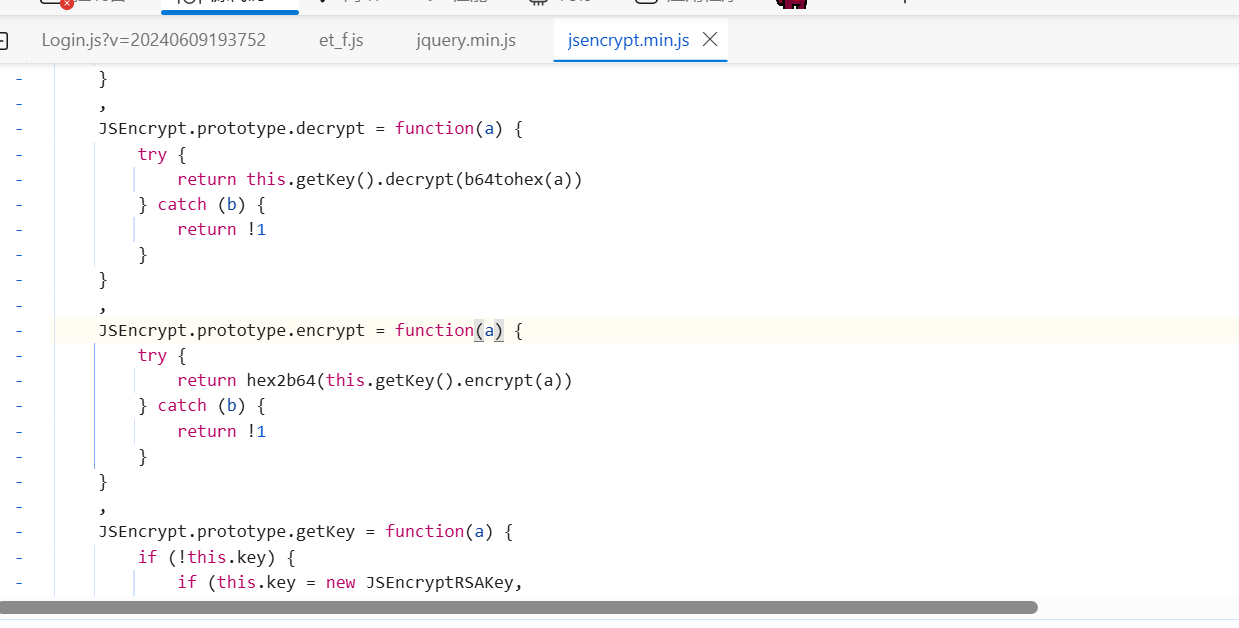 Login.js?v=20240609193752 et_f.js jquery.min.js jsencrypt.min.js
}
,
JSEncrypt.prototype.decrypt = function(a) {
try {
return this.getKey().decrypt(b64tohex(a))
} catch (b) {
return !1
}
}
,
JSEncrypt.prototype.encrypt = function(a) {
try {
return hex2b64(this.getKey().encrypt(a))
} catch (b) {
return !1
}
}
,
JSEncrypt.prototype.getKey = function(a) {
if (!this.key) {
if (this.key = new JSEncryptRSAKey,